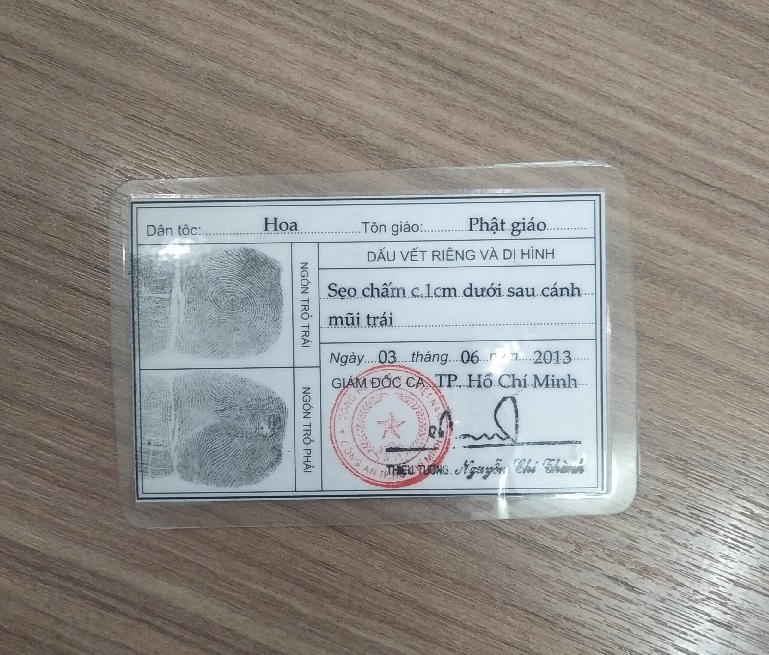 Dân tộc: Hoa Tôn giáo: Phật giáo
NGÓN TRỎ TRÁI
NGÓN TRỎ PHẢI
DẤU VẾT RIÊNG VÀ DỊ HÌNH
Sẹo chấm c.1cm dưới sau cánh
mũi trái
Ngày 03 tháng 06 năm 2013
GIÁM ĐỐC CA TP. Hồ Chí Minh
THIẾU TƯỚNG. Nguyễn Chí Thành